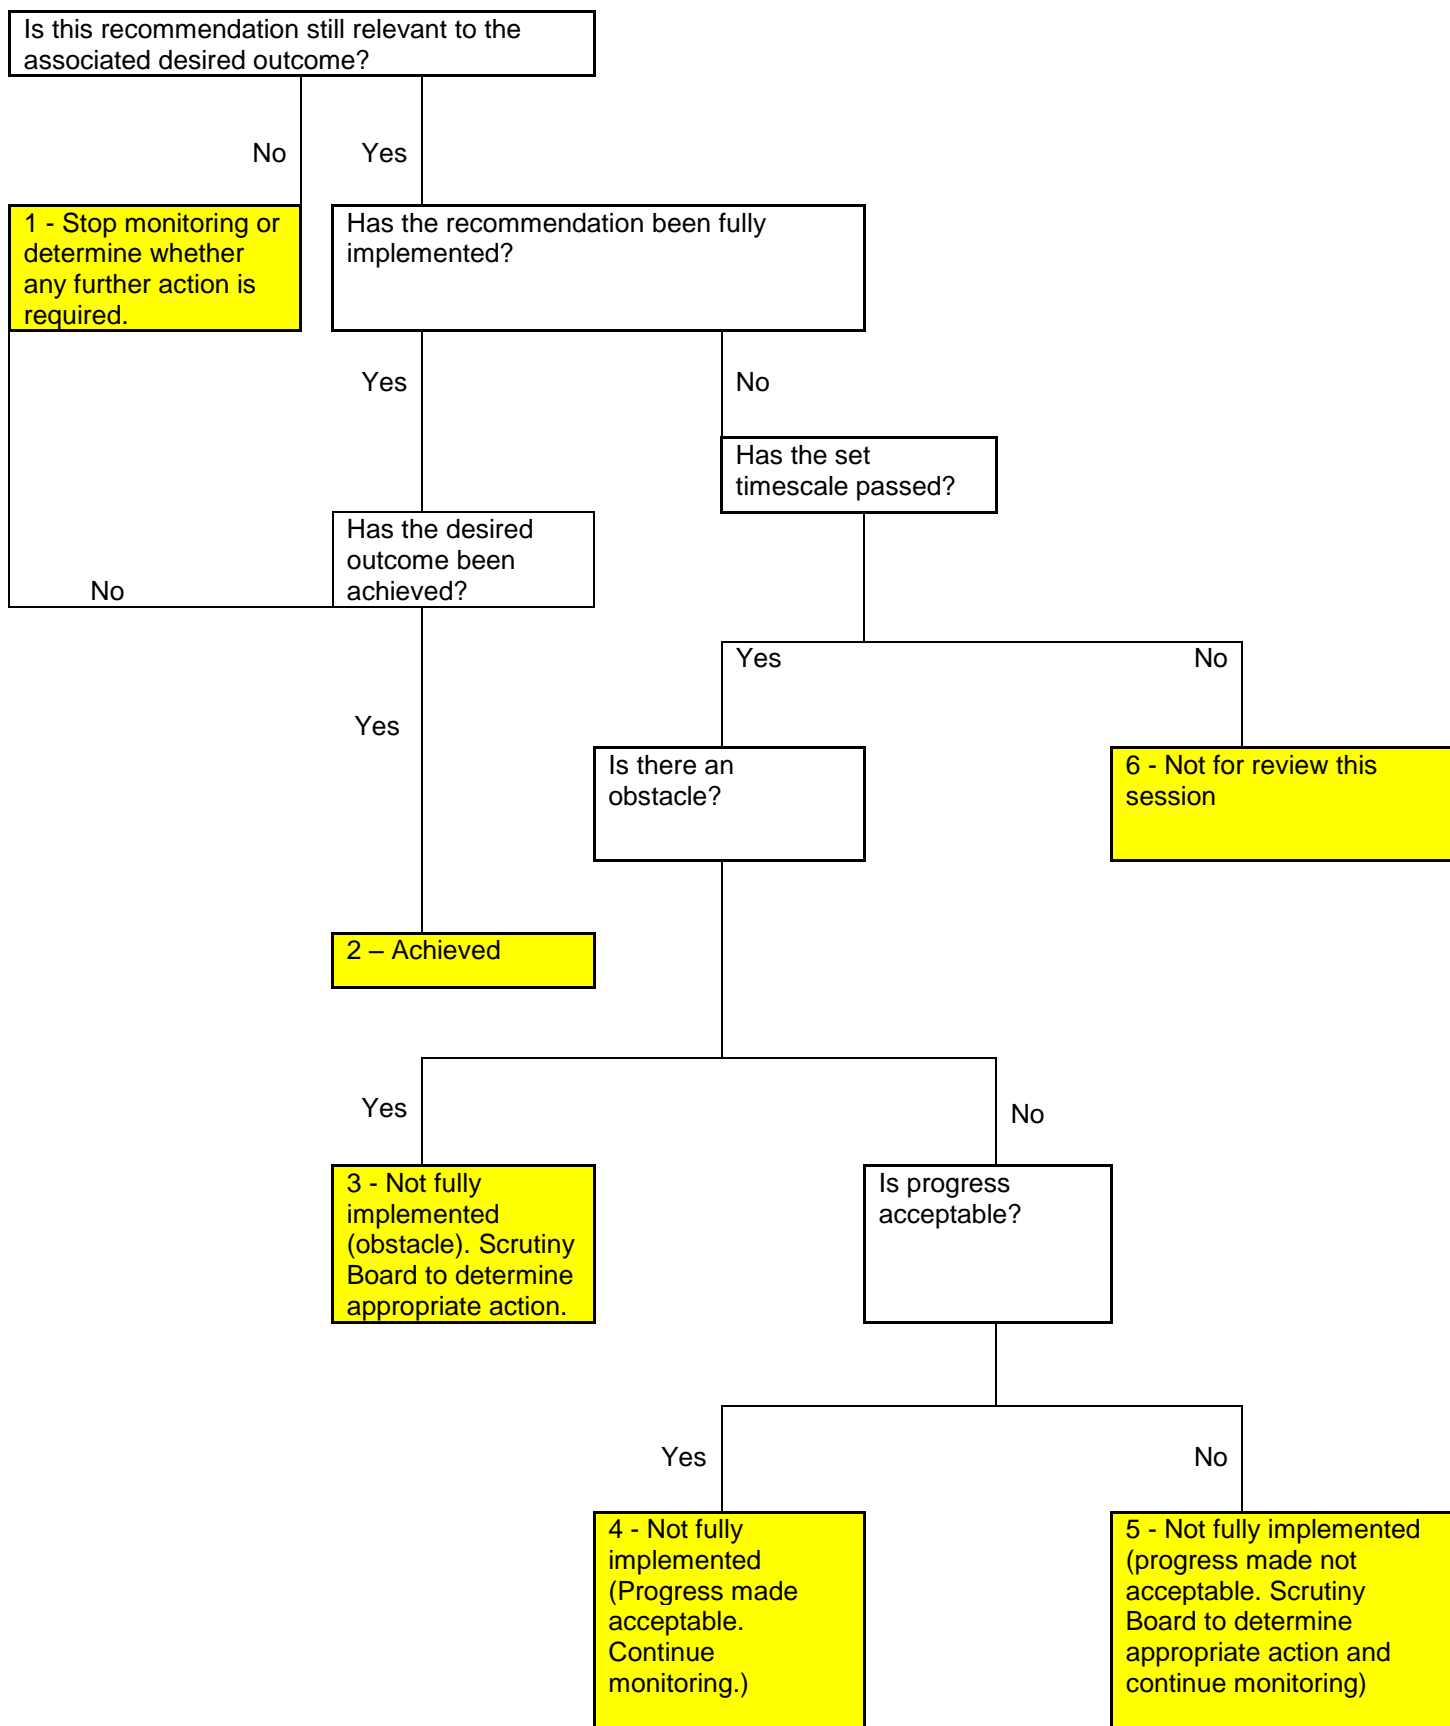 Is this recommendation still relevant to the
associated desired outcome?
No
Yes
1 - Stop monitoring or
determine whether
any further action is
required.
Has the recommendation been fully
implemented?
Yes
No
Has the set
timescale passed?
Has the desired
outcome been
achieved?
No
Yes
No
Yes
Is there an
obstacle?
6 - Not for review this
session
2 – Achieved
Yes
No
3 - Not fully
implemented
(obstacle). Scrutiny
Board to determine
appropriate action.
Is progress
acceptable?
Yes
No
4 - Not fully
implemented
(Progress made
acceptable.
Continue
monitoring.)
5 - Not fully implemented
(progress made not
acceptable. Scrutiny
Board to determine
appropriate action and
continue monitoring)